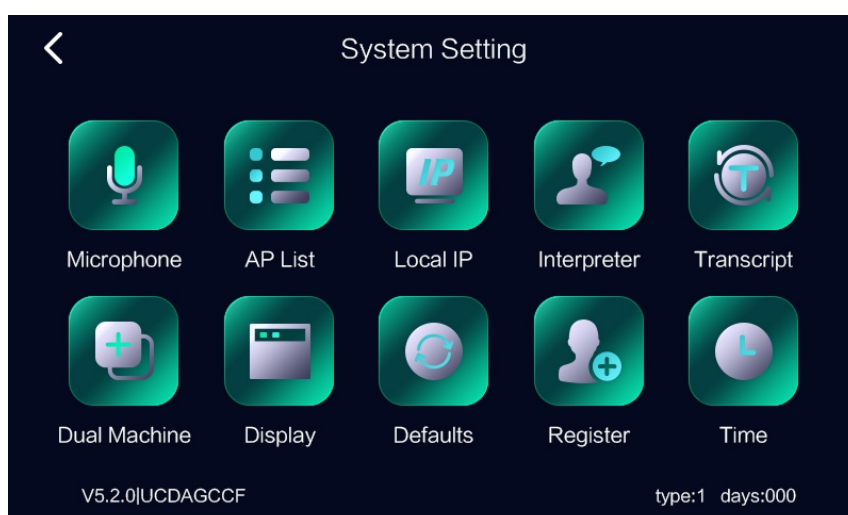 System Setting
IP
T
Microphone AP List Local IP Interpreter Transcript
Dual Machine Display Defaults Register Time
V5.2.0|UCDAGCCF type:1 days:000